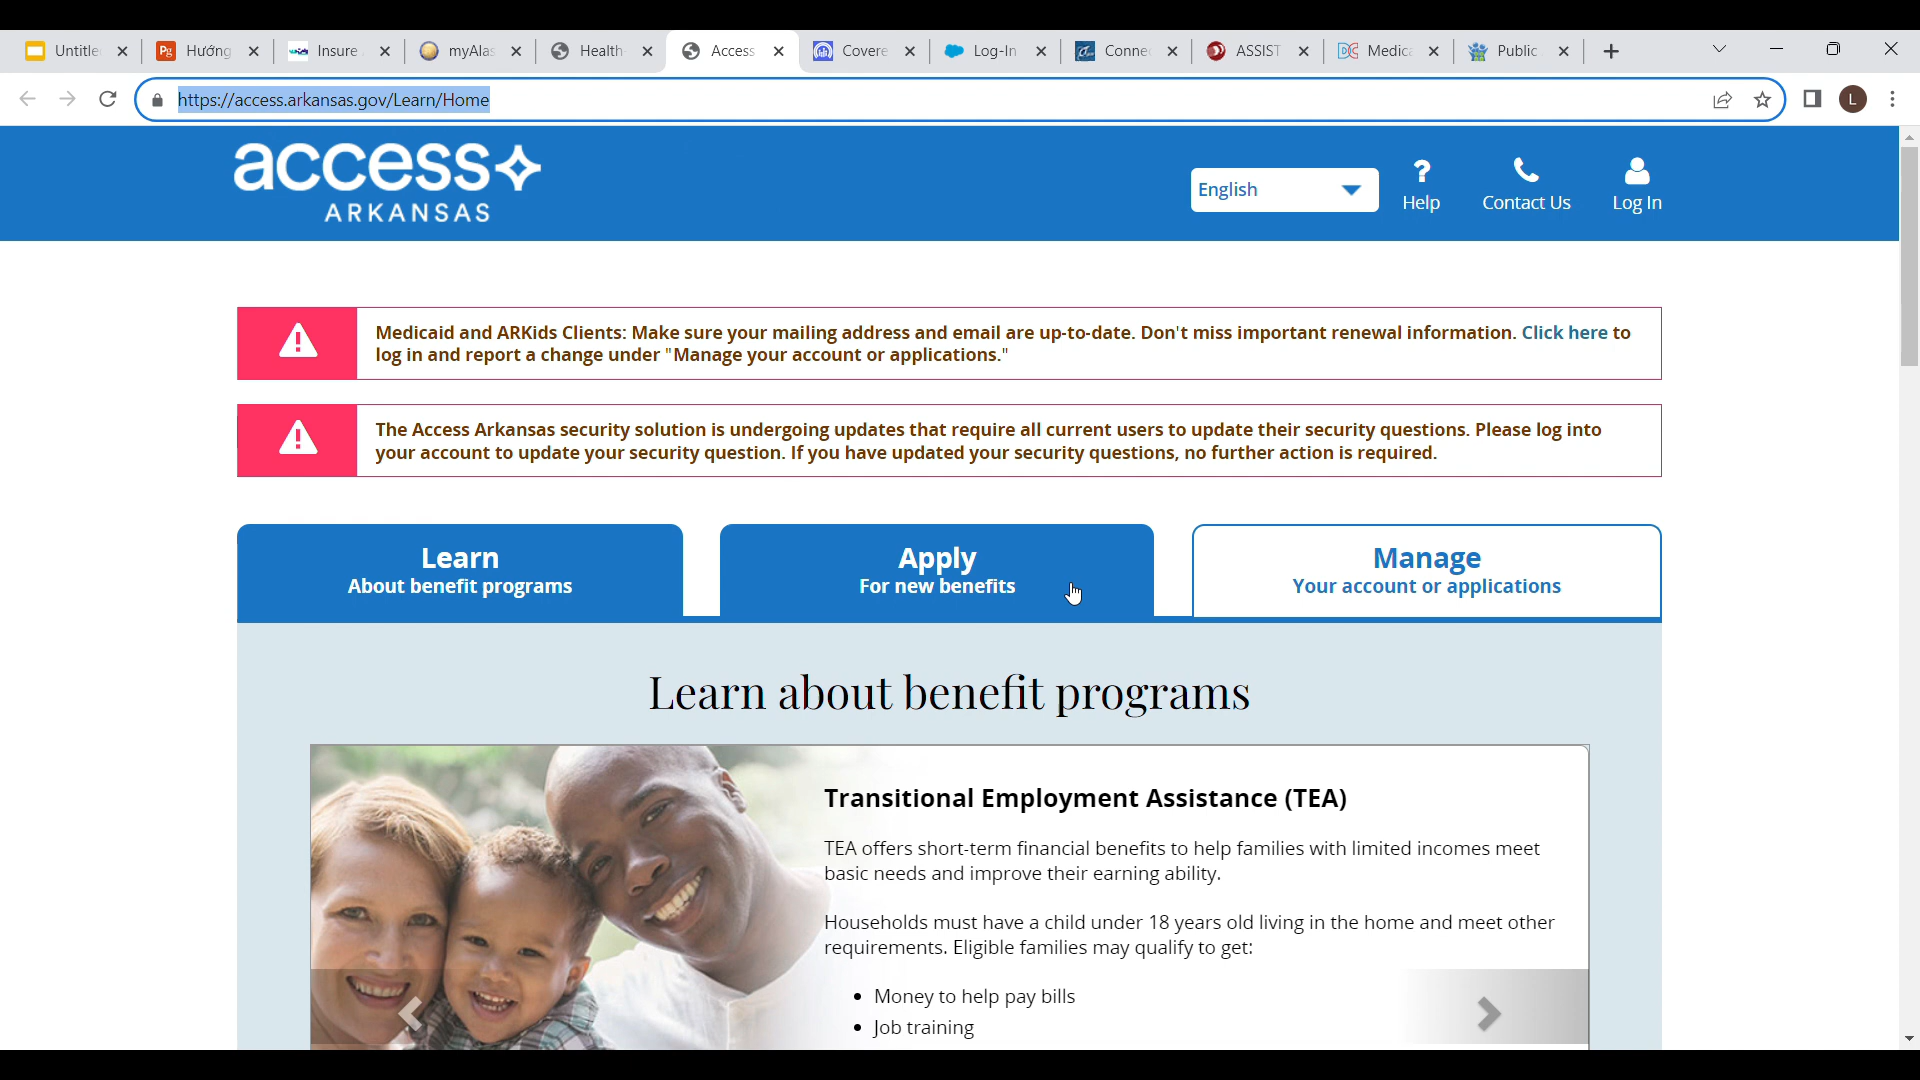 Untitle
Hướng
Insure
myAlas
Health
Access
Covere
Log-In
Connec
ASSIST
Medica
Public
https://access.arkansas.gov/Learn/Home
L
access
ARKANSAS
English
?
Help
Contact Us
Log In
Medicaid and ARKids Clients: Make sure your mailing address and email are up-to-date. Don't miss important renewal information. Click here to
log in and report a change under "Manage your account or applications."
The Access Arkansas security solution is undergoing updates that require all current users to update their security questions. Please log into
your account to update your security question. If you have updated your security questions, no further action is required.
Learn
About benefit programs
Apply
For new benefits
Manage
Your account or applications
Learn about benefit programs
Transitional Employment Assistance (TEA)
TEA offers short-term financial benefits to help families with limited incomes meet
basic needs and improve their earning ability.
Households must have a child under 18 years old living in the home and meet other
requirements. Eligible families may qualify to get:
• Money to help pay bills
• Job training